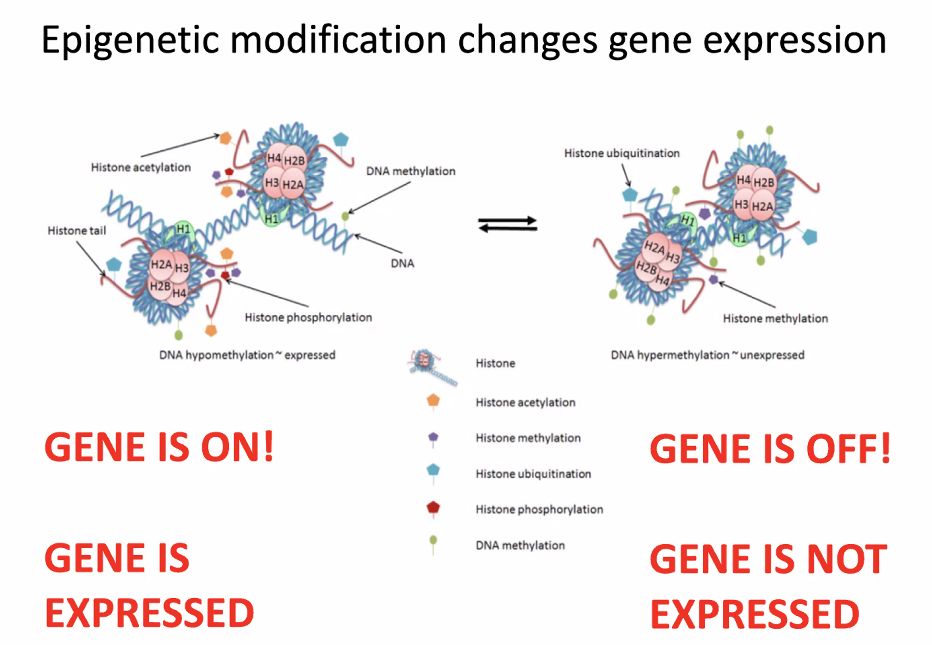 Epigenetic modification changes gene expression
Histone acetylation
H4 H2B
H3 H2A
H1
DNA methylation
Histone tail
H1
H2A H3
H2B H4
DNA
Histone phosphorylation
DNA hypomethylation ~ expressed
Histone ubiquitination
H4 H2B
H3 H2A
H1
H1
H2A H3
H2B H4
Histone methylation
DNA hypermethylation ~ unexpressed
Histone
Histone acetylation
Histone methylation
Histone ubiquitination
Histone phosphorylation
DNA methylation
GENE IS ON!
GENE IS
EXPRESSED
GENE IS OFF!
GENE IS NOT
EXPRESSED